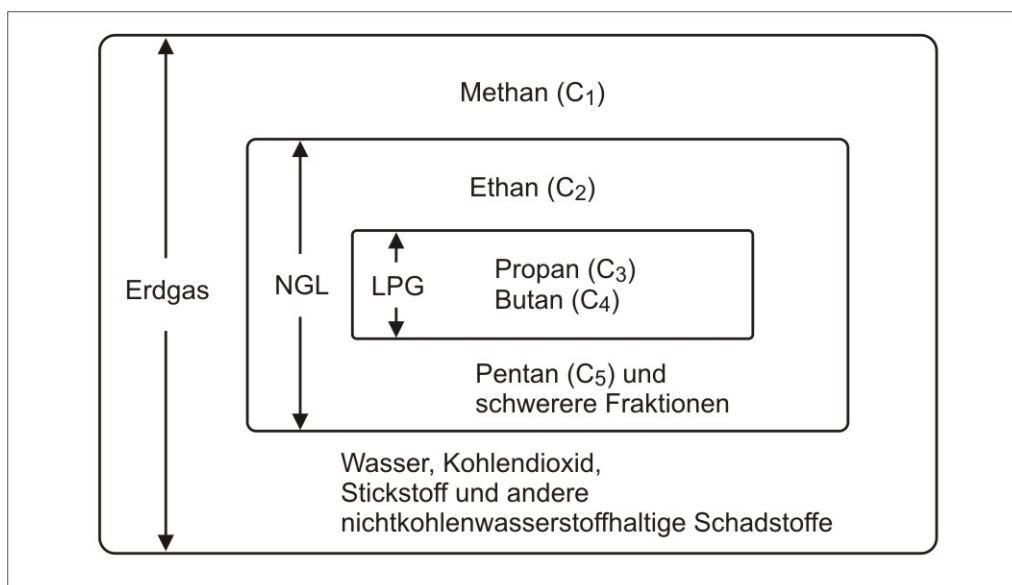 Methan (C₁)
Ethan (C₂)
Propan (C₃)
Butan (C₄)
Erdgas
NGL
LPG
Pentan (C₅) und
schwerere Fraktionen
Wasser, Kohlendioxid,
Stickstoff und andere
nichtkohlenwasserstoffhaltige Schadstoffe